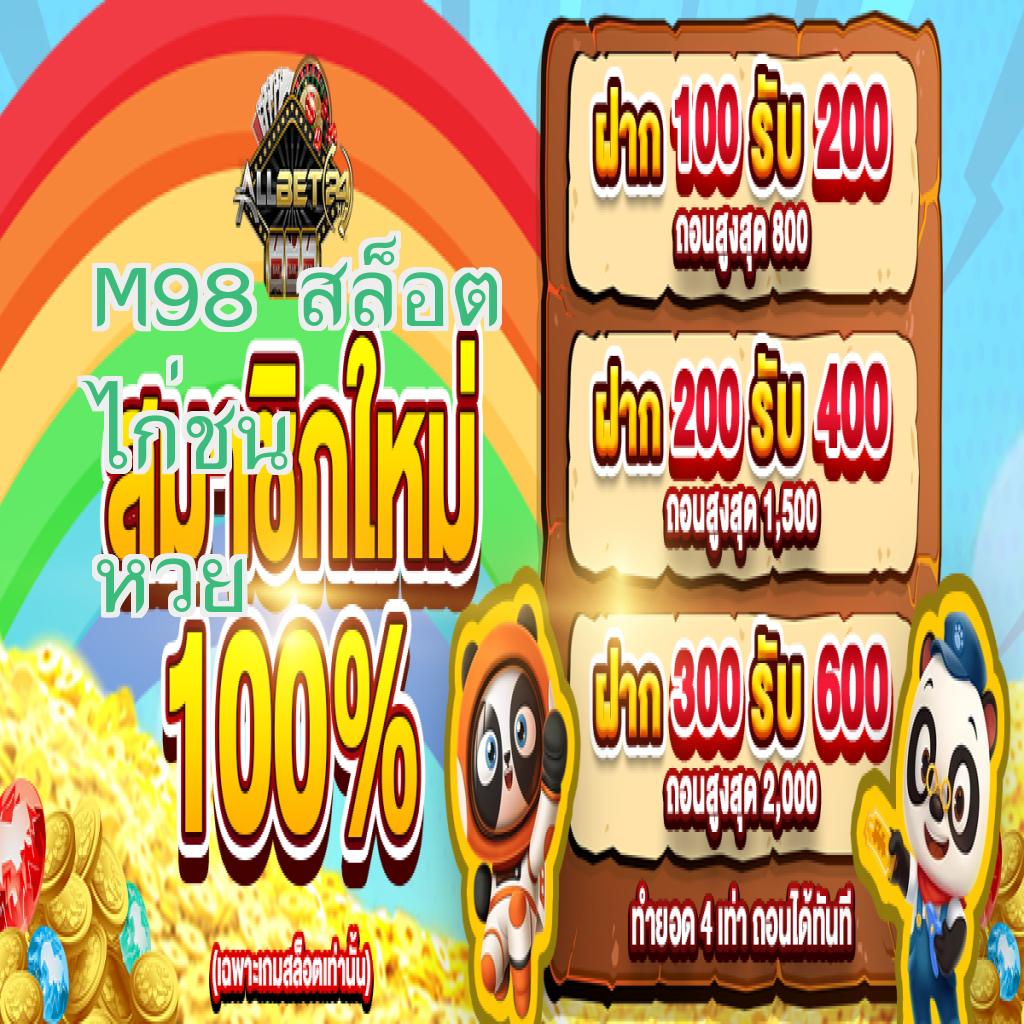 ALLBET24
M98 สล็อต
ไก่ชน
หวย
สมาชิกใหม่
100%
(เฉพาะเกมสล็อตเท่านั้น)
ฝาก 100 รับ 200
ถอนสูงสุด 800
ฝาก 200 รับ 400
ถอนสูงสุด 1,500
ฝาก 300 รับ 600
ถอนสูงสุด 2,000
ทำยอด 4 เท่า ถอนได้ทันที